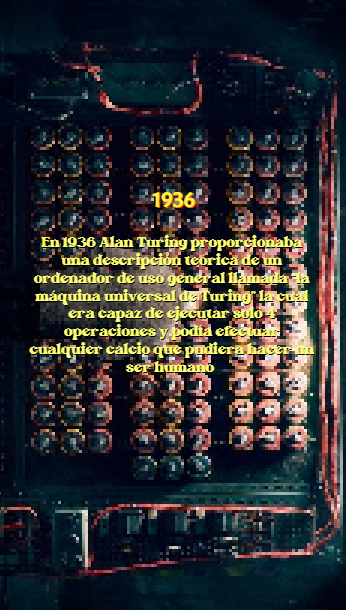 1936
En 1936 Alan Turing proporcionaba
una descripción teórica de un
ordenador de uso general llamada "la
máquina universal de Turing" la cual
era capaz de ejecutar solo 4
operaciones y podía efectuar
cualquier calcio que pudiera hacer un
ser humano